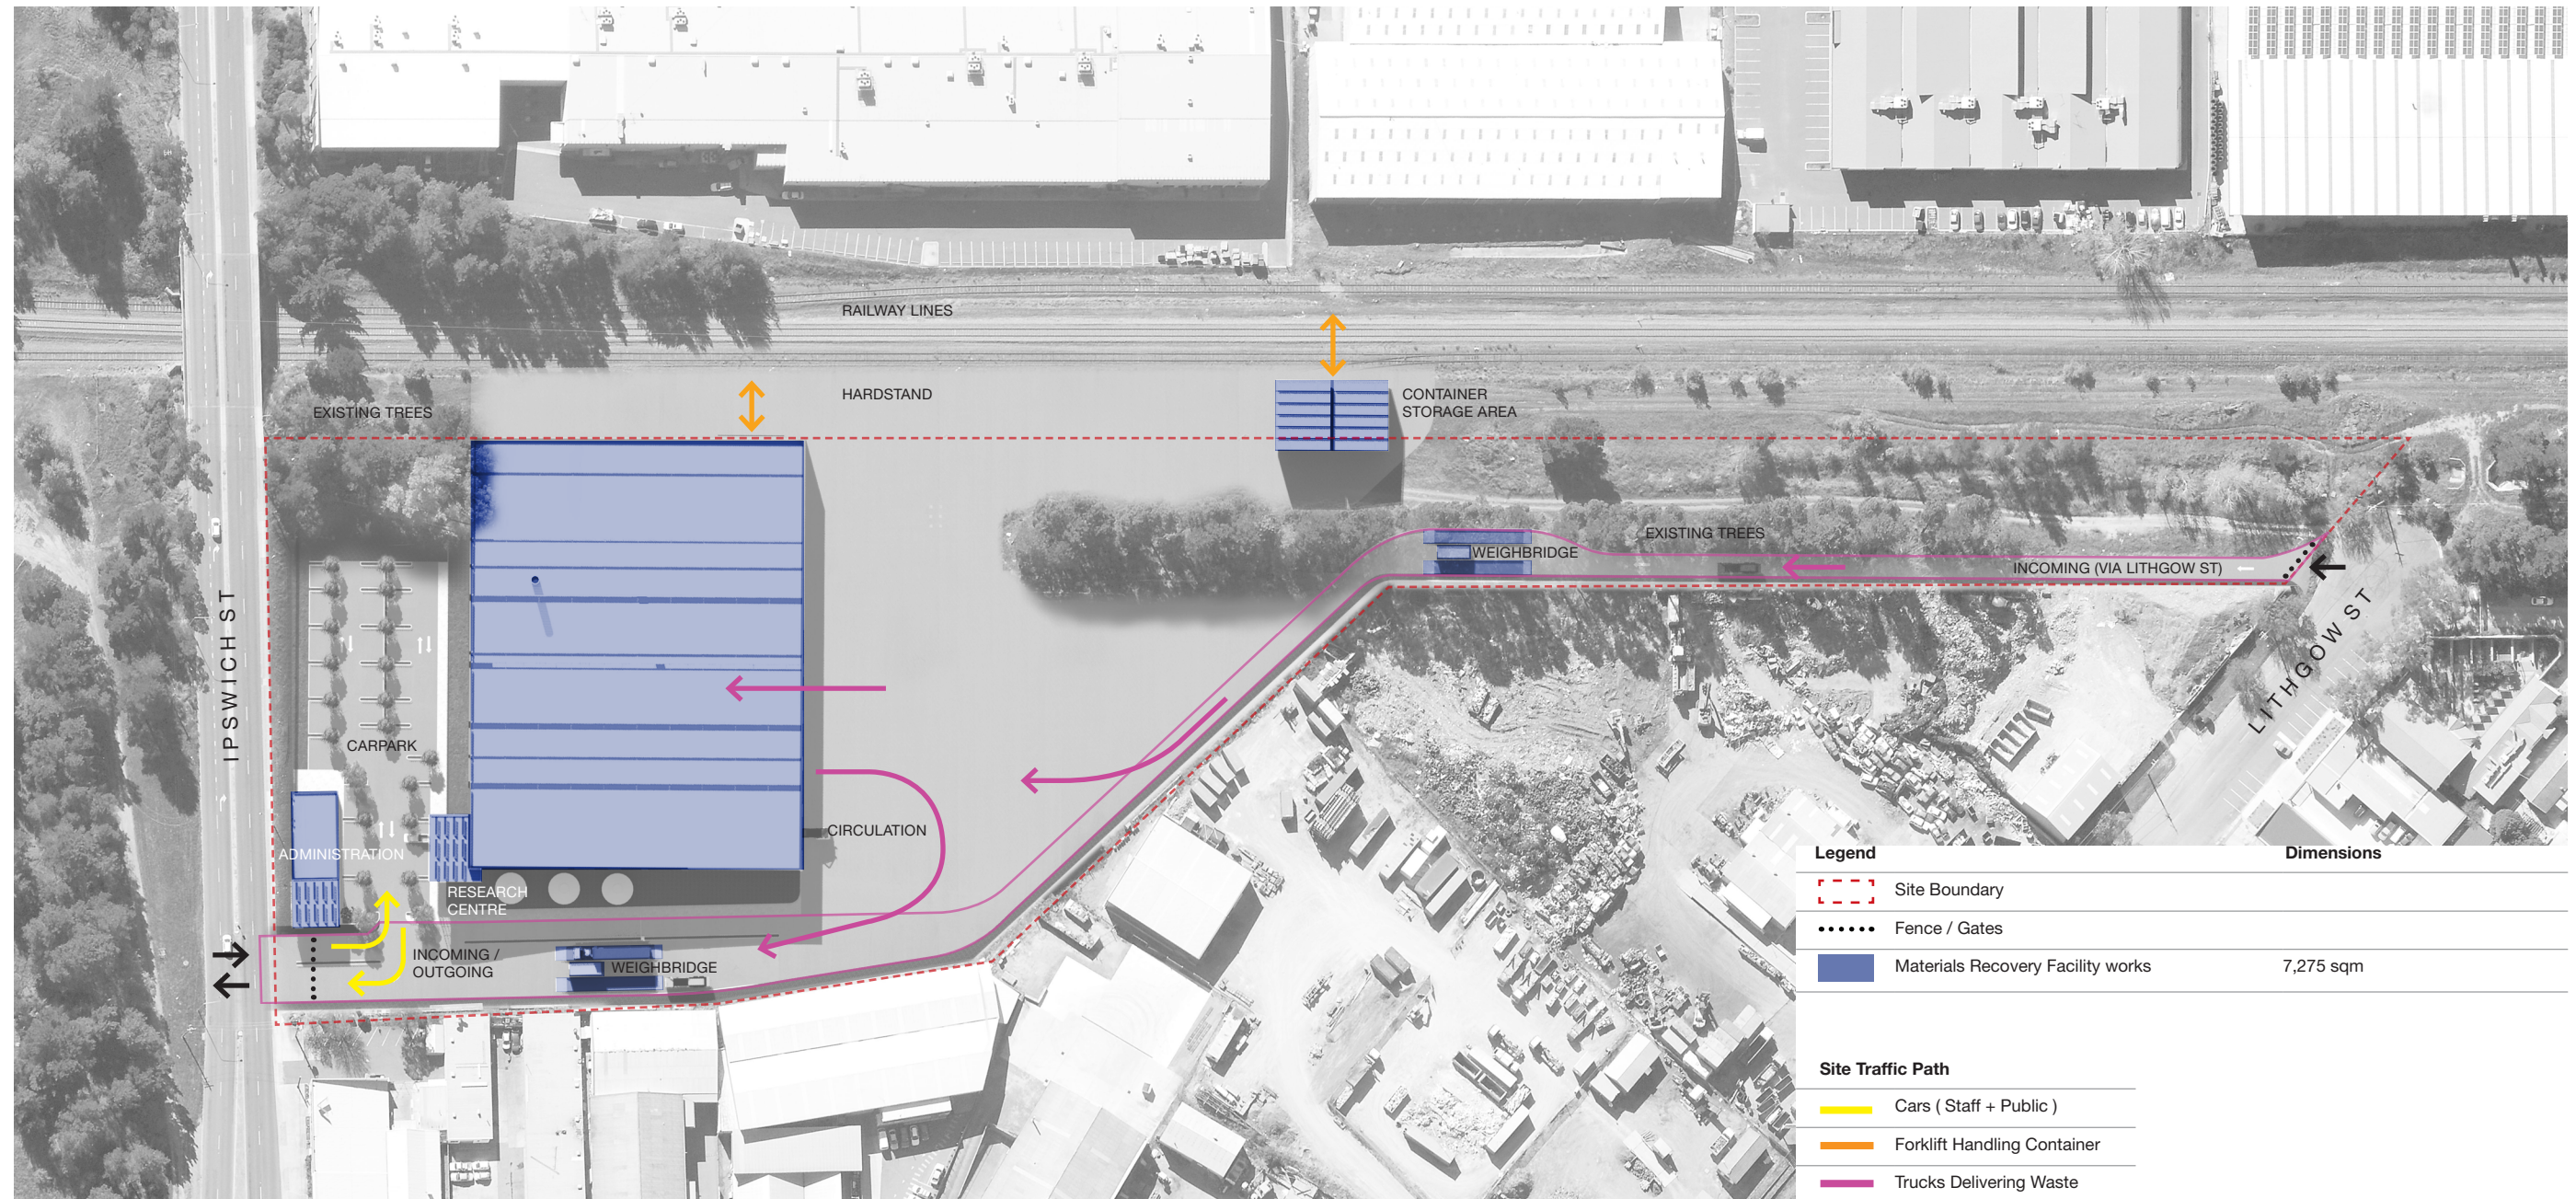 RAILWAY LINES
HARDSTAND
CONTAINER
STORAGE AREA
EXISTING TREES
EXISTING TREES
WEIGHBRIDGE
INCOMING (VIA LITHGOW ST)
IPSWICH ST
LITHGOW ST
CARPARK
CIRCULATION
ADMINISTRATION
RESEARCH
CENTRE
INCOMING /
OUTGOING
WEIGHBRIDGE
Legend Dimensions
Site Boundary
Fence / Gates
Materials Recovery Facility works 7,275 sqm
Site Traffic Path
Cars ( Staff + Public )
Forklift Handling Container
Trucks Delivering Waste